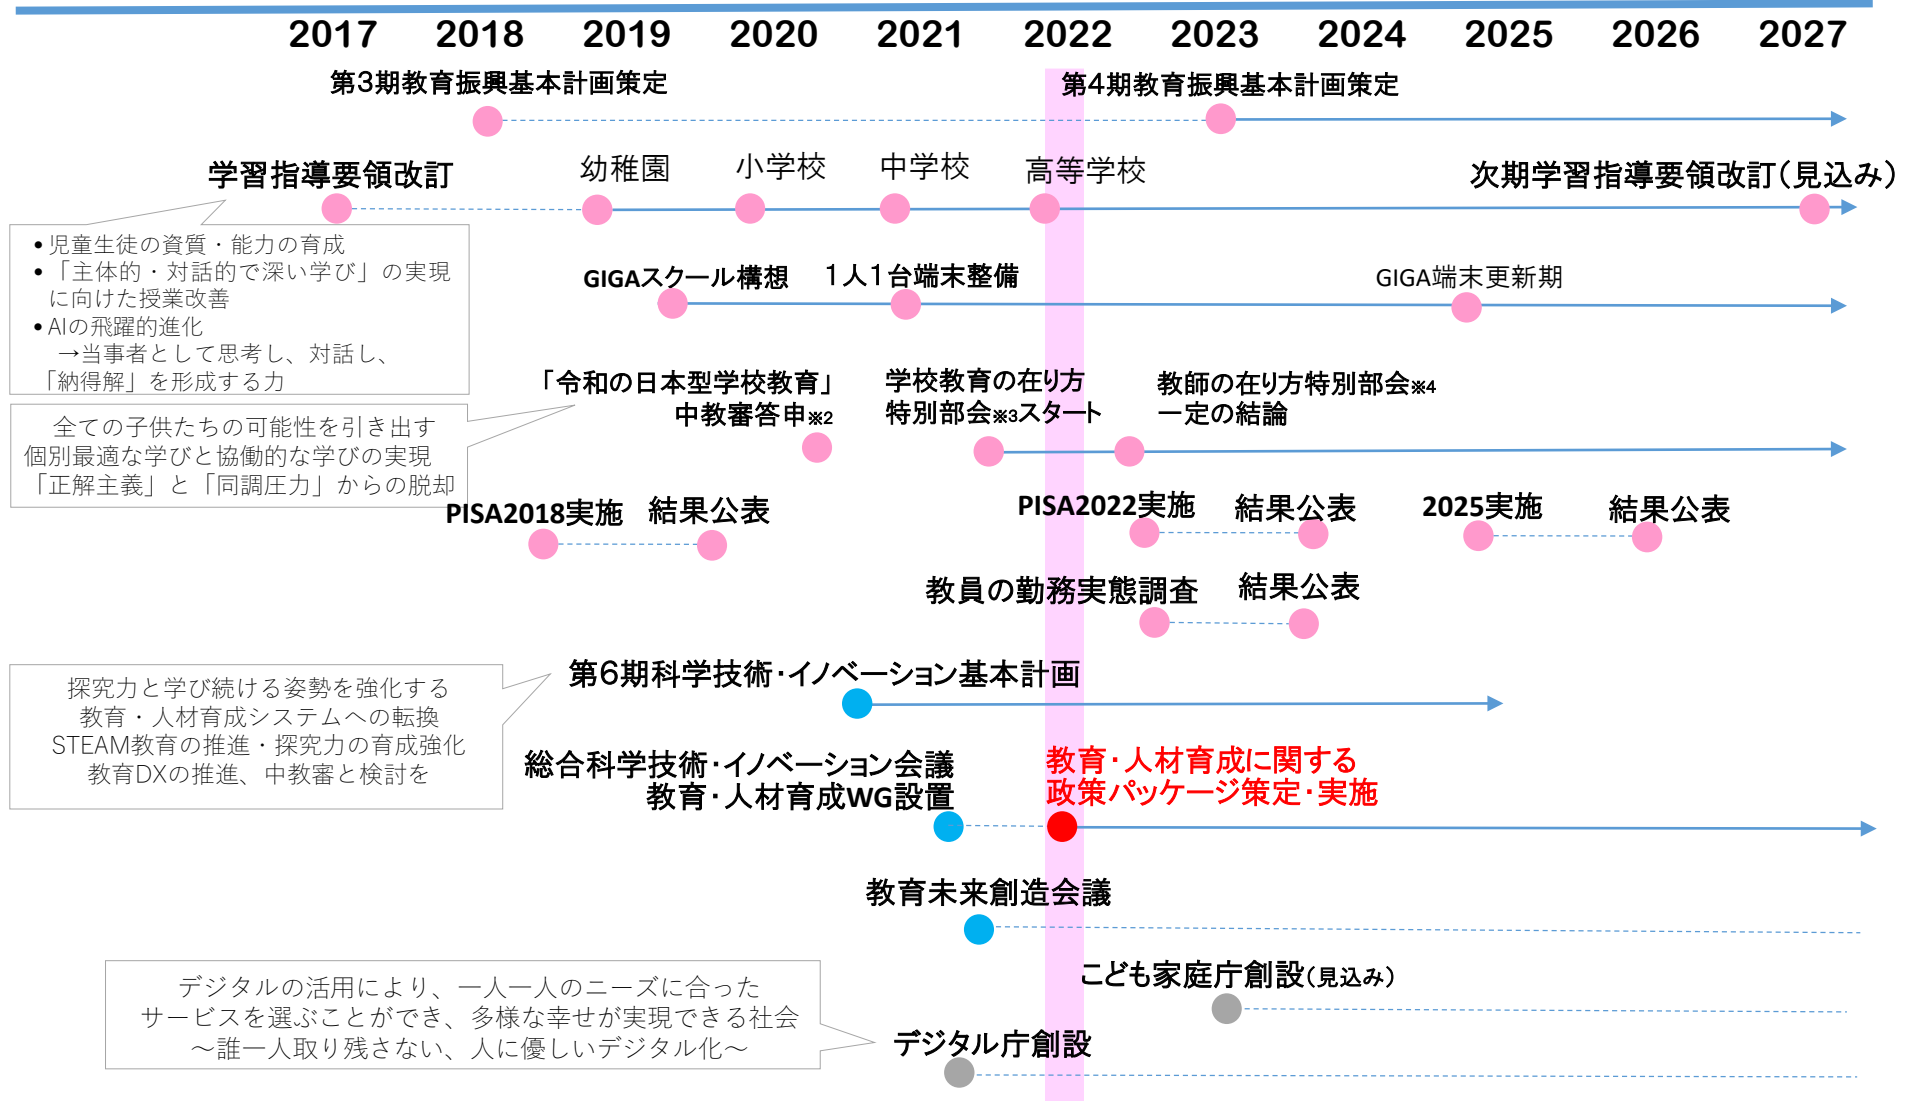 2017 2018 2019 2020 2021 2022 2023 2024 2025 2026 2027
第3期教育振興基本計画策定
第4期教育振興基本計画策定
学習指導要領改訂
幼稚園
小学校
中学校
高等学校
次期学習指導要領改訂(見込み)
• 児童生徒の資質・能力の育成
• 「主体的・対話的で深い学び」の実現
に向けた授業改善
• AIの飛躍的進化
→当事者として思考し、対話し、
「納得解」を形成する力
GIGAスクール構想
1人1台端末整備
GIGA端末更新期
「令和の日本型学校教育」
中教審答申※2
学校教育の在り方
特別部会※3スタート
教師の在り方特別部会※4
一定の結論
全ての子供たちの可能性を引き出す
個別最適な学びと協働的な学びの実現
「正解主義」と「同調圧力」からの脱却
PISA2018実施
結果公表
PISA2022実施
結果公表
2025実施
結果公表
教員の勤務実態調査
結果公表
第6期科学技術・イノベーション基本計画
探究力と学び続ける姿勢を強化する
教育・人材育成システムへの転換
STEAM教育の推進・探究力の育成強化
教育DXの推進、中教審と検討を
総合科学技術・イノベーション会議
教育・人材育成WG設置
教育・人材育成に関する
政策パッケージ策定・実施
教育未来創造会議
こども家庭庁創設(見込み)
デジタルの活用により、一人一人のニーズに合った
サービスを選ぶことができ、多様な幸せが実現できる社会
～誰一人取り残さない、人に優しいデジタル化～
デジタル庁創設